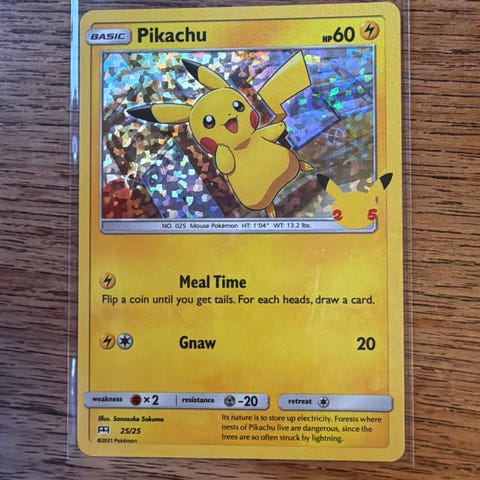 BASIC Pikachu HP60
25
NO. 025 Mouse Pokémon HT: 1'04" WT: 13.2 lbs.
Meal Time
Flip a coin until you get tails. For each heads, draw a card.
Gnaw 20
weakness ×2 resistance -20 retreat
Illus. Sanosuke Sakuma
25/25
©2021 Pokémon
Its nature is to store up electricity. Forests where
nests of Pikachu live are dangerous, since the
trees are so often struck by lightning.